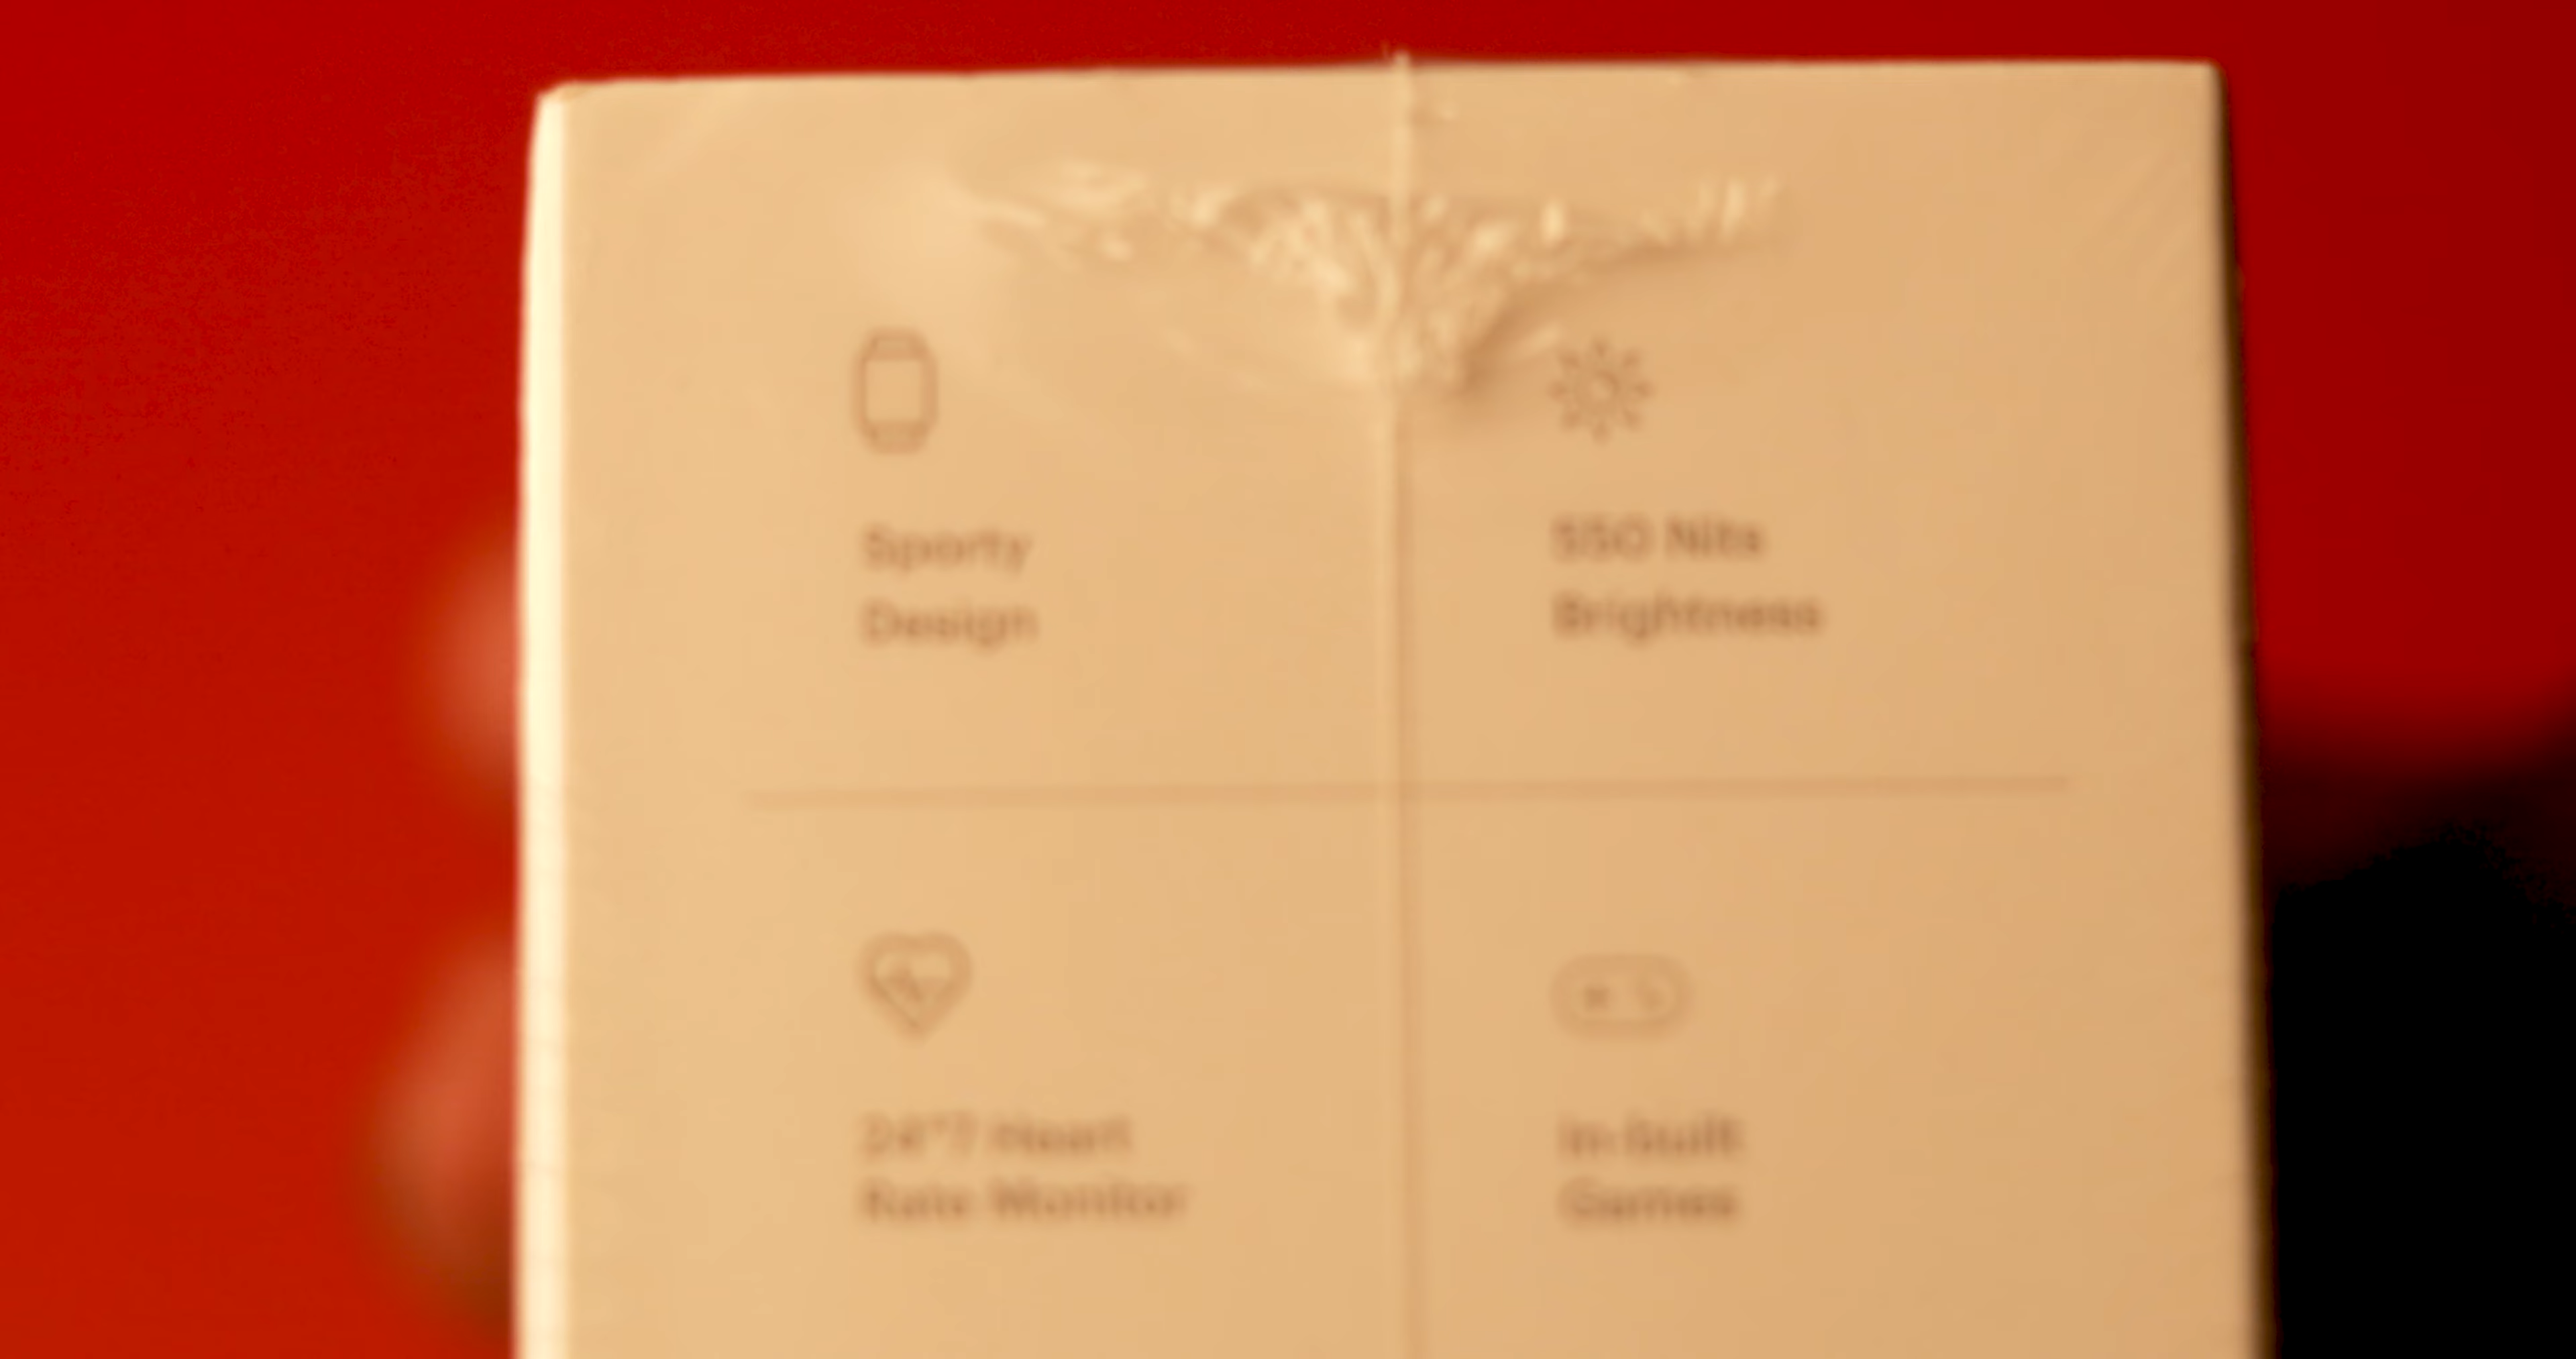 Sporty
Design
550 Nits
Brightness
24*7 Heart
Rate Monitor
In-built
Games